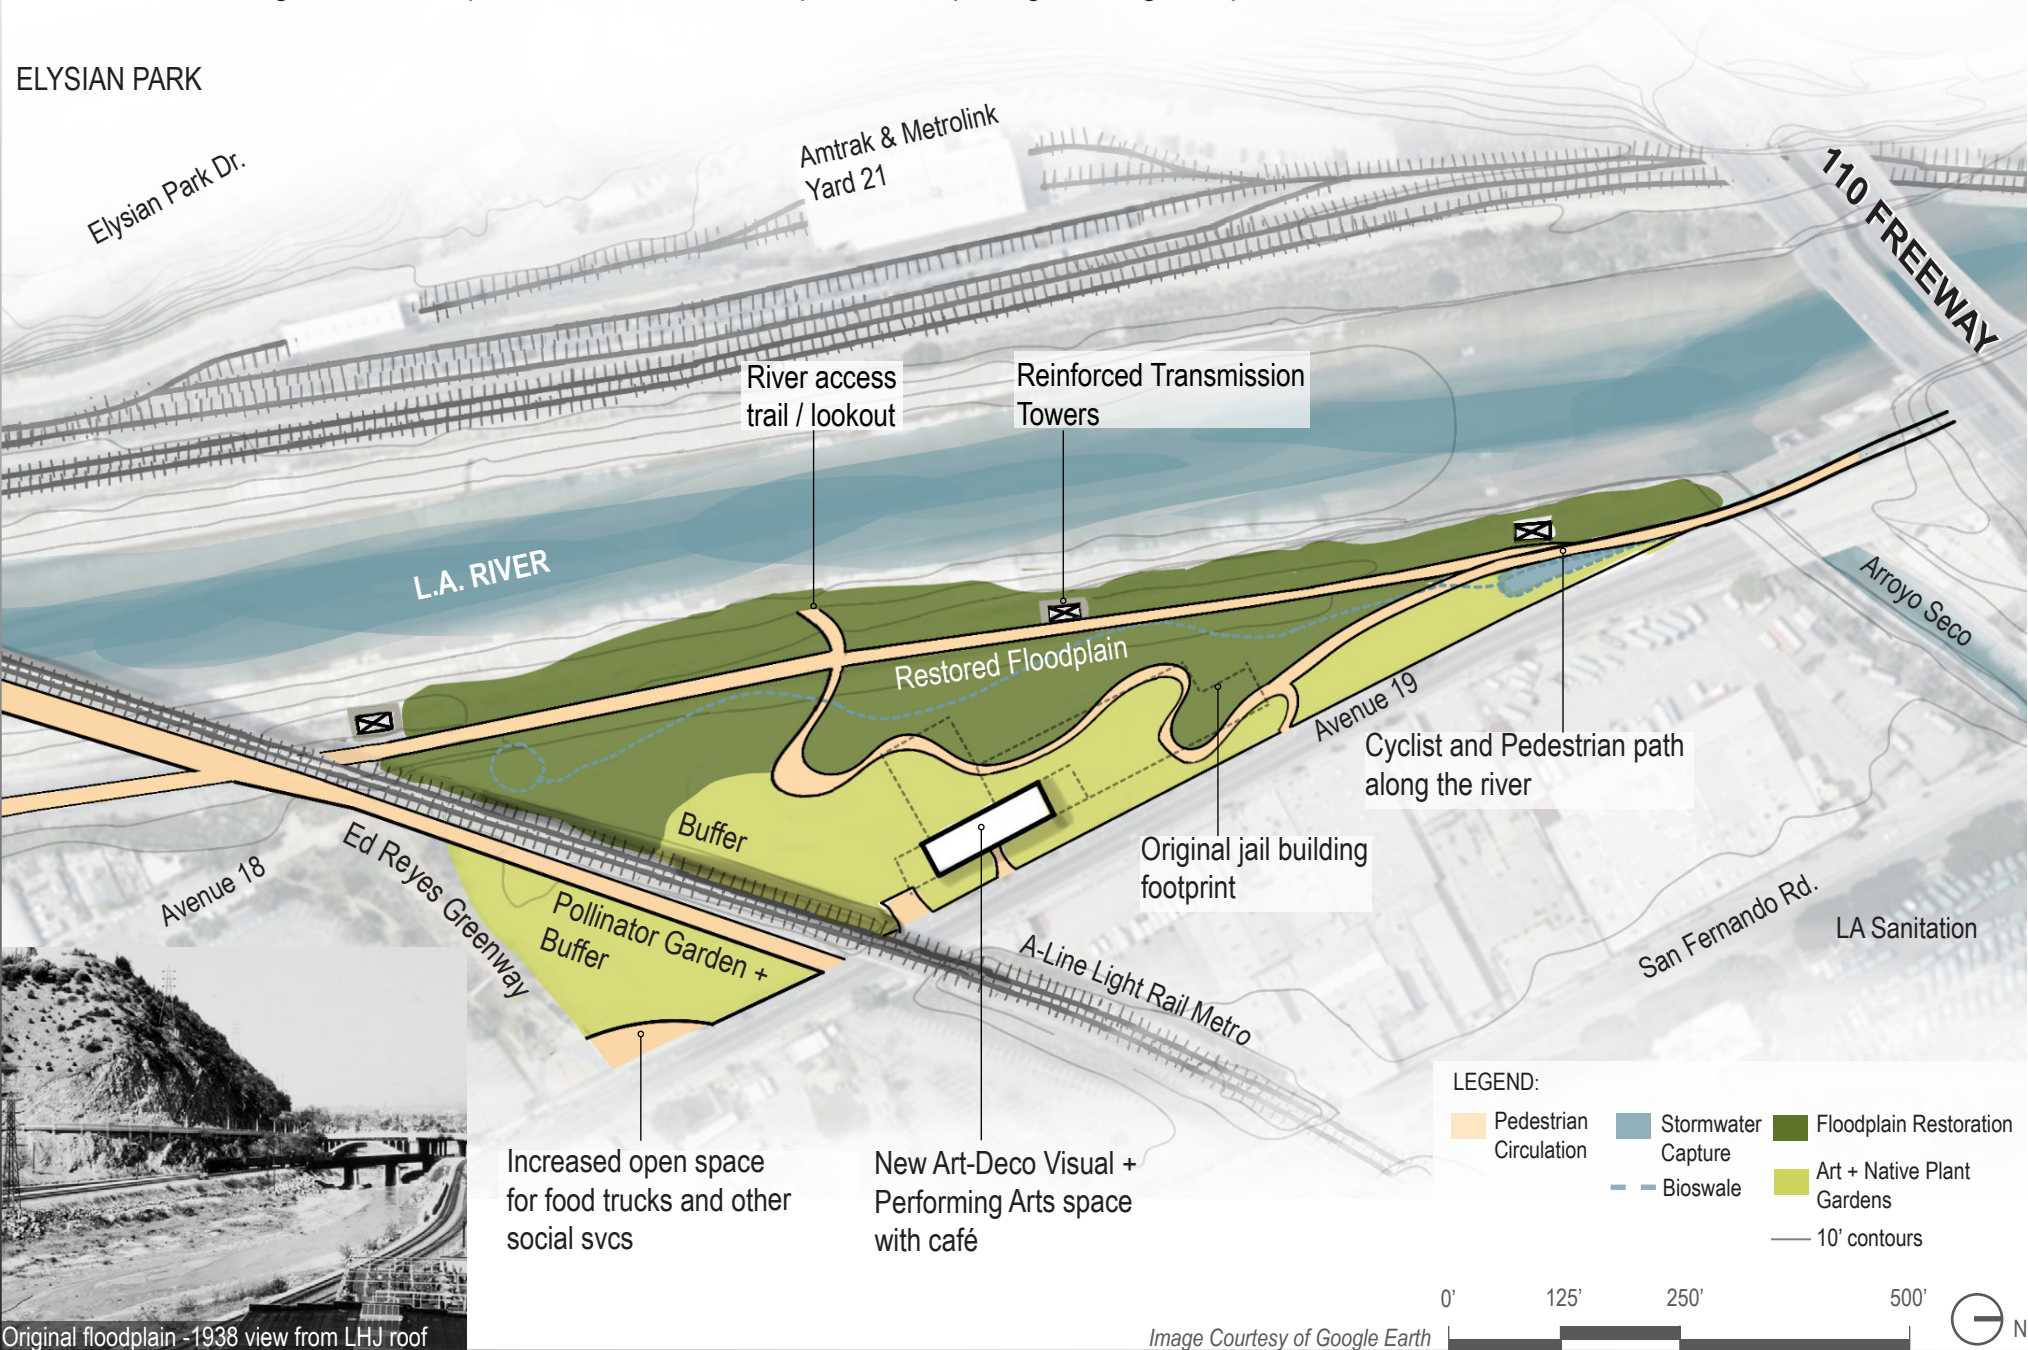 ELYSIAN PARK
Elysian Park Dr.
Amtrak & Metrolink
Yard 21
110 FREEWAY
River access
trail / lookout
Reinforced Transmission
Towers
L.A. RIVER
Restored Floodplain
Arroyo Seco
Avenue 19
Cyclist and Pedestrian path
along the river
Original jail building
footprint
Buffer
Ed Reyes Greenway
Avenue 18
Pollinator Garden +
Buffer
A-Line Light Rail Metro
San Fernando Rd.
LA Sanitation
Increased open space
for food trucks and other
social svcs
New Art-Deco Visual +
Performing Arts space
with café
LEGEND:
Pedestrian
Circulation
Stormwater
Capture
Bioswale
Floodplain Restoration
Art + Native Plant
Gardens
10' contours
0' 125' 250' 500'
N
Image Courtesy of Google Earth
Original floodplain -1938 view from LHJ roof